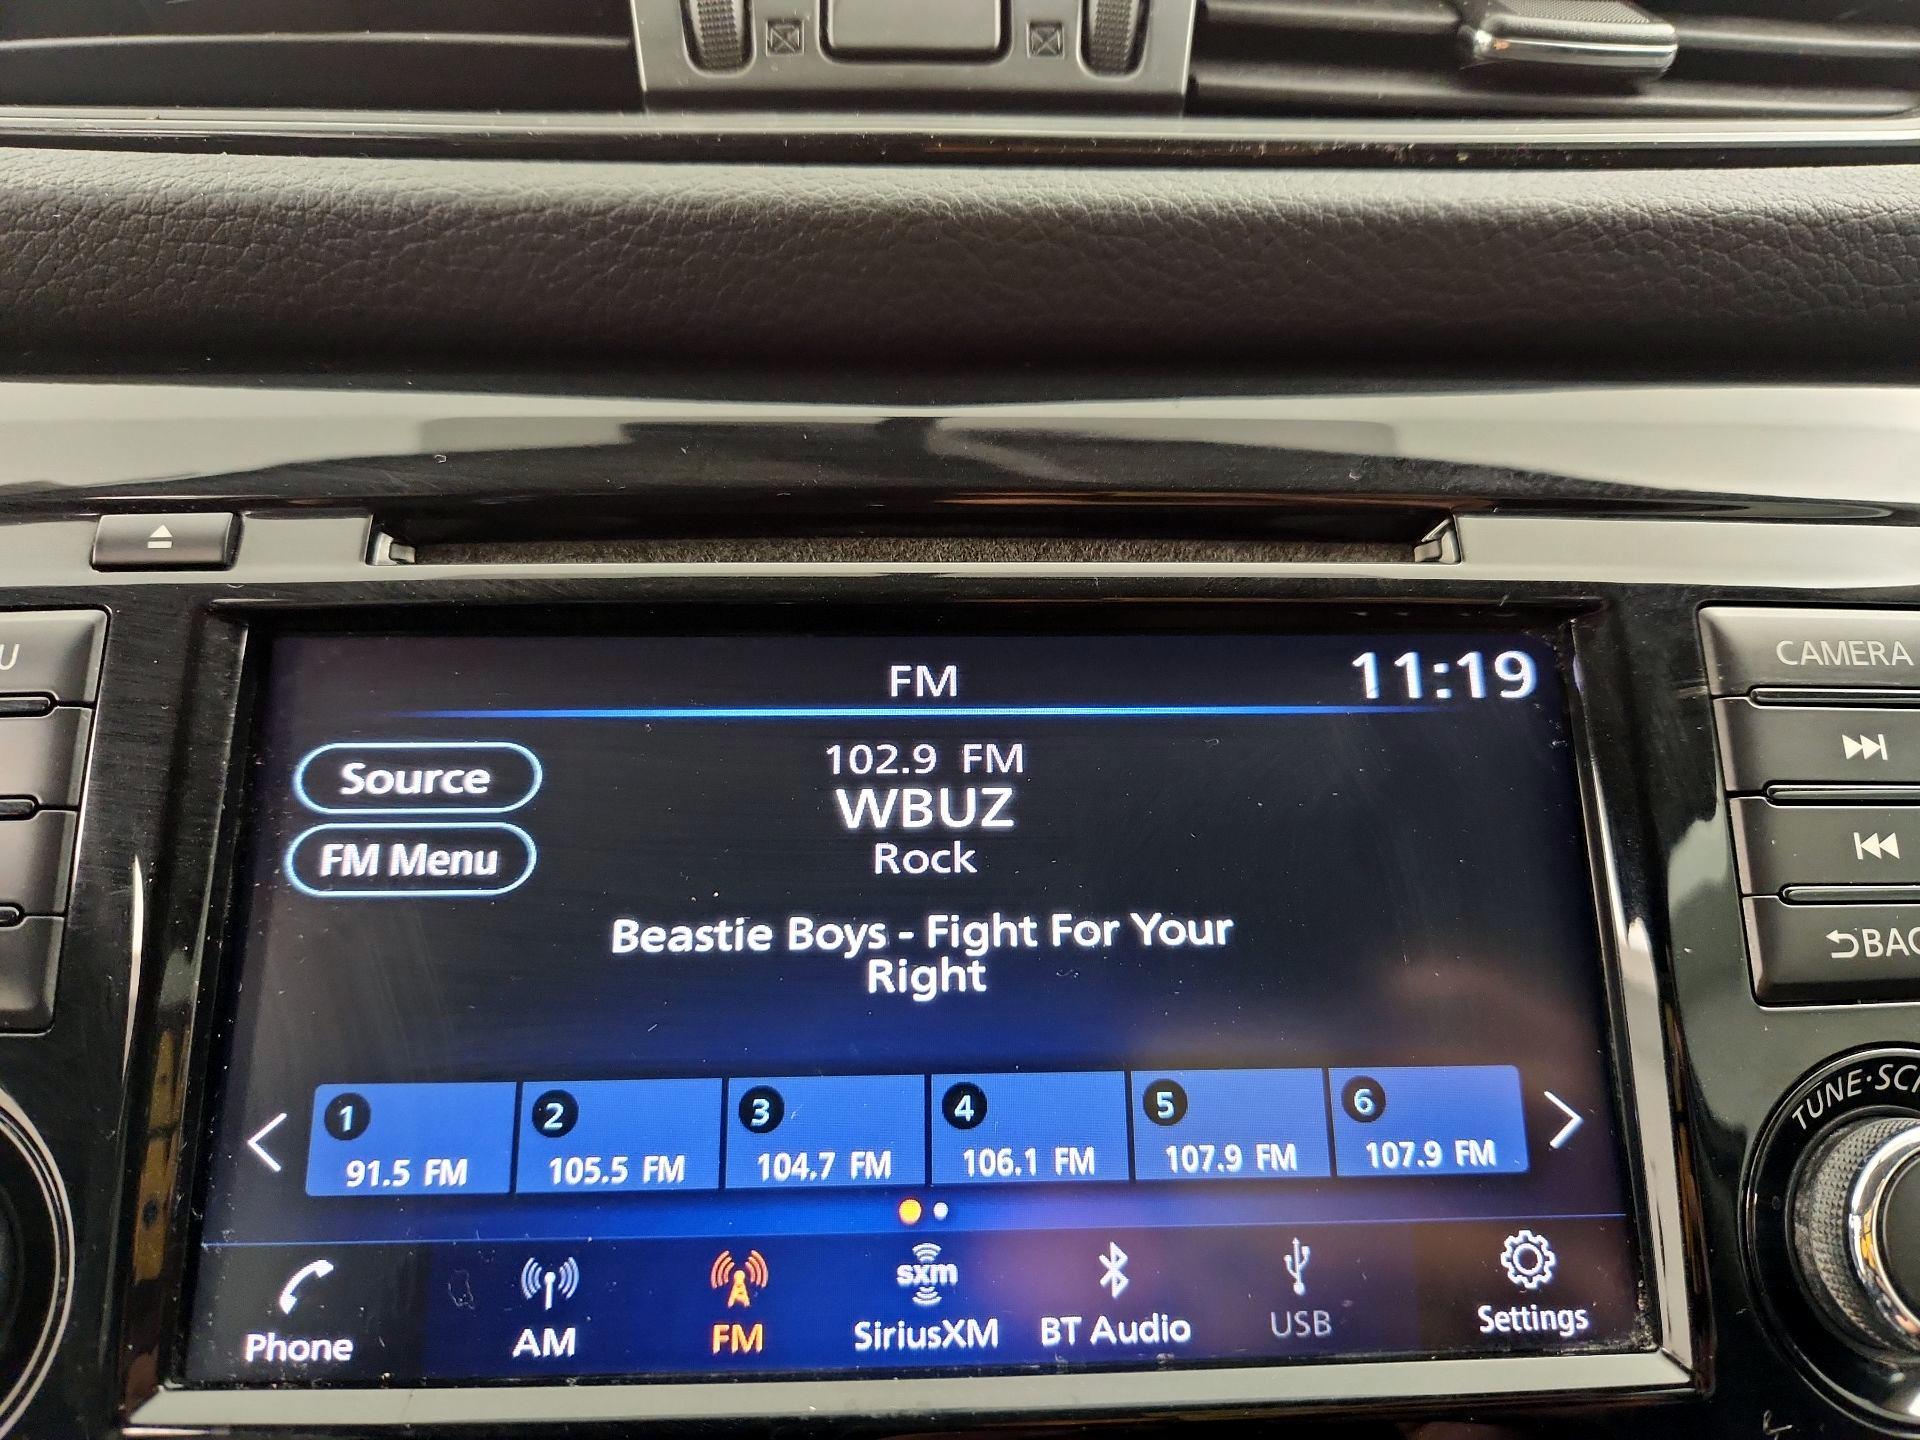 FM
11:19
Source
102.9 FM
WBUZ
FM Menu
Rock
Beastie Boys - Fight For Your
Right
1
2
3
4
5
6
91.5 FM
105.5 FM
104.7 FM
106.1 FM
107.9 FM
107.9 FM
sxm
Phone
AM
FM
SiriusXM
BT Audio
USB
Settings
CAMERA
TUNE